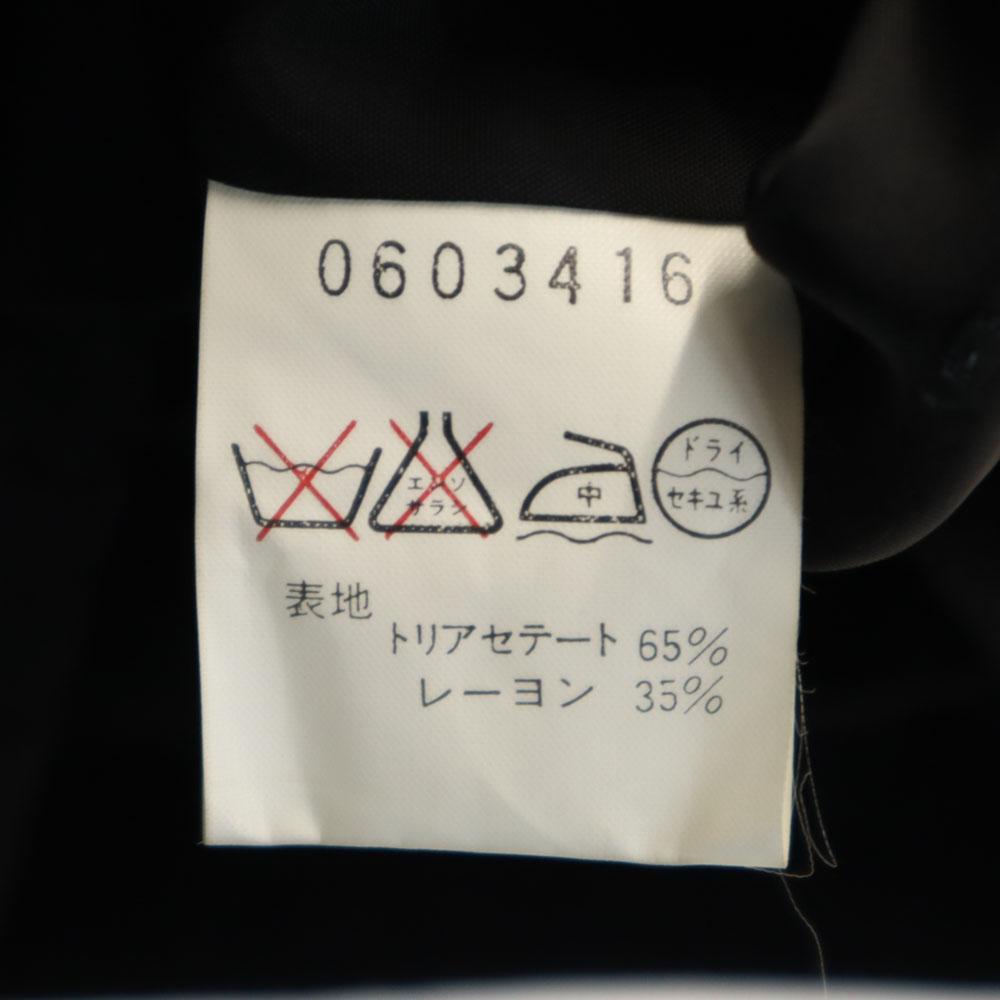 0603416
エンソ
サラシ
中
ドライ
セキユ系
表地
トリアセテート 65%
レーヨン 35%